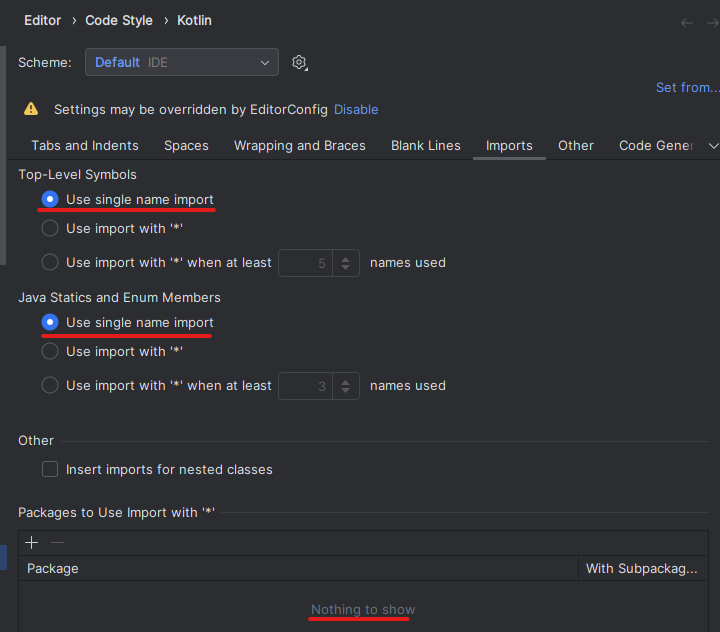 Editor › Code Style › Kotlin
Scheme: Default IDE
Set from...
Settings may be overridden by EditorConfig Disable
Tabs and Indents Spaces Wrapping and Braces Blank Lines Imports Other Code Gener
Top-Level Symbols
Use single name import
Use import with '*'
Use import with '*' when at least 5 names used
Java Statics and Enum Members
Use single name import
Use import with '*'
Use import with '*' when at least 3 names used
Other
Insert imports for nested classes
Packages to Use Import with '*'
Package With Subpackag...
Nothing to show